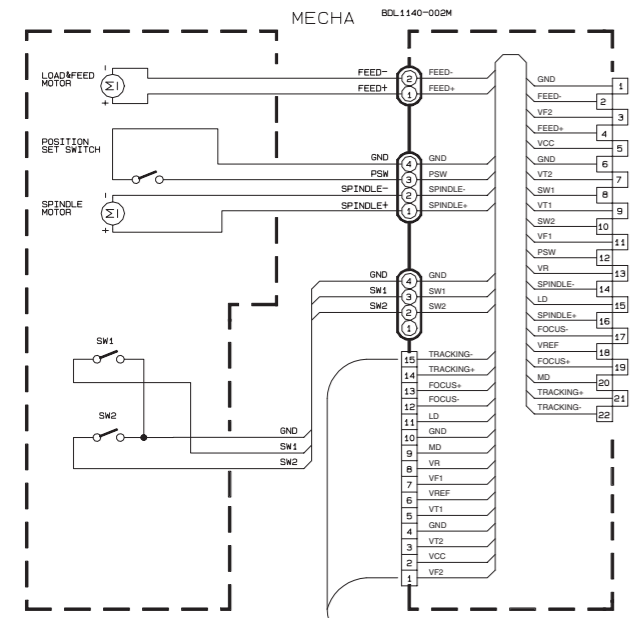 MECHA BDL1140-002M
LOAD&FEED
MOTOR
-
M
+
FEED- 2 FEED-
FEED+ 1 FEED+
POSITION
SET SWITCH
GND 4 GND
PSW 3 PSW
SPINDLE- 2 SPINDLE-
SPINDLE+ 1 SPINDLE+
SPINDLE
MOTOR
-
M
+
GND 4 GND
SW1 3 SW1
SW2 2 SW2
1
SW1
SW2
GND
SW1
SW2
15 TRACKING-
14 TRACKING+
13 FOCUS+
12 FOCUS-
11 LD
10 GND
9 MD
8 VR
7 VF1
6 VREF
5 VT1
4 GND
3 VT2
2 VCC
1 VF2
GND 1
FEED- 2
VF2 3
FEED+ 4
VCC 5
GND 6
VT2 7
SW1 8
VT1 9
SW2 10
VF1 11
PSW 12
VR 13
SPINDLE- 14
LD 15
SPINDLE+ 16
FOCUS- 17
VREF 18
FOCUS+ 19
MD 20
TRACKING+ 21
TRACKING- 22